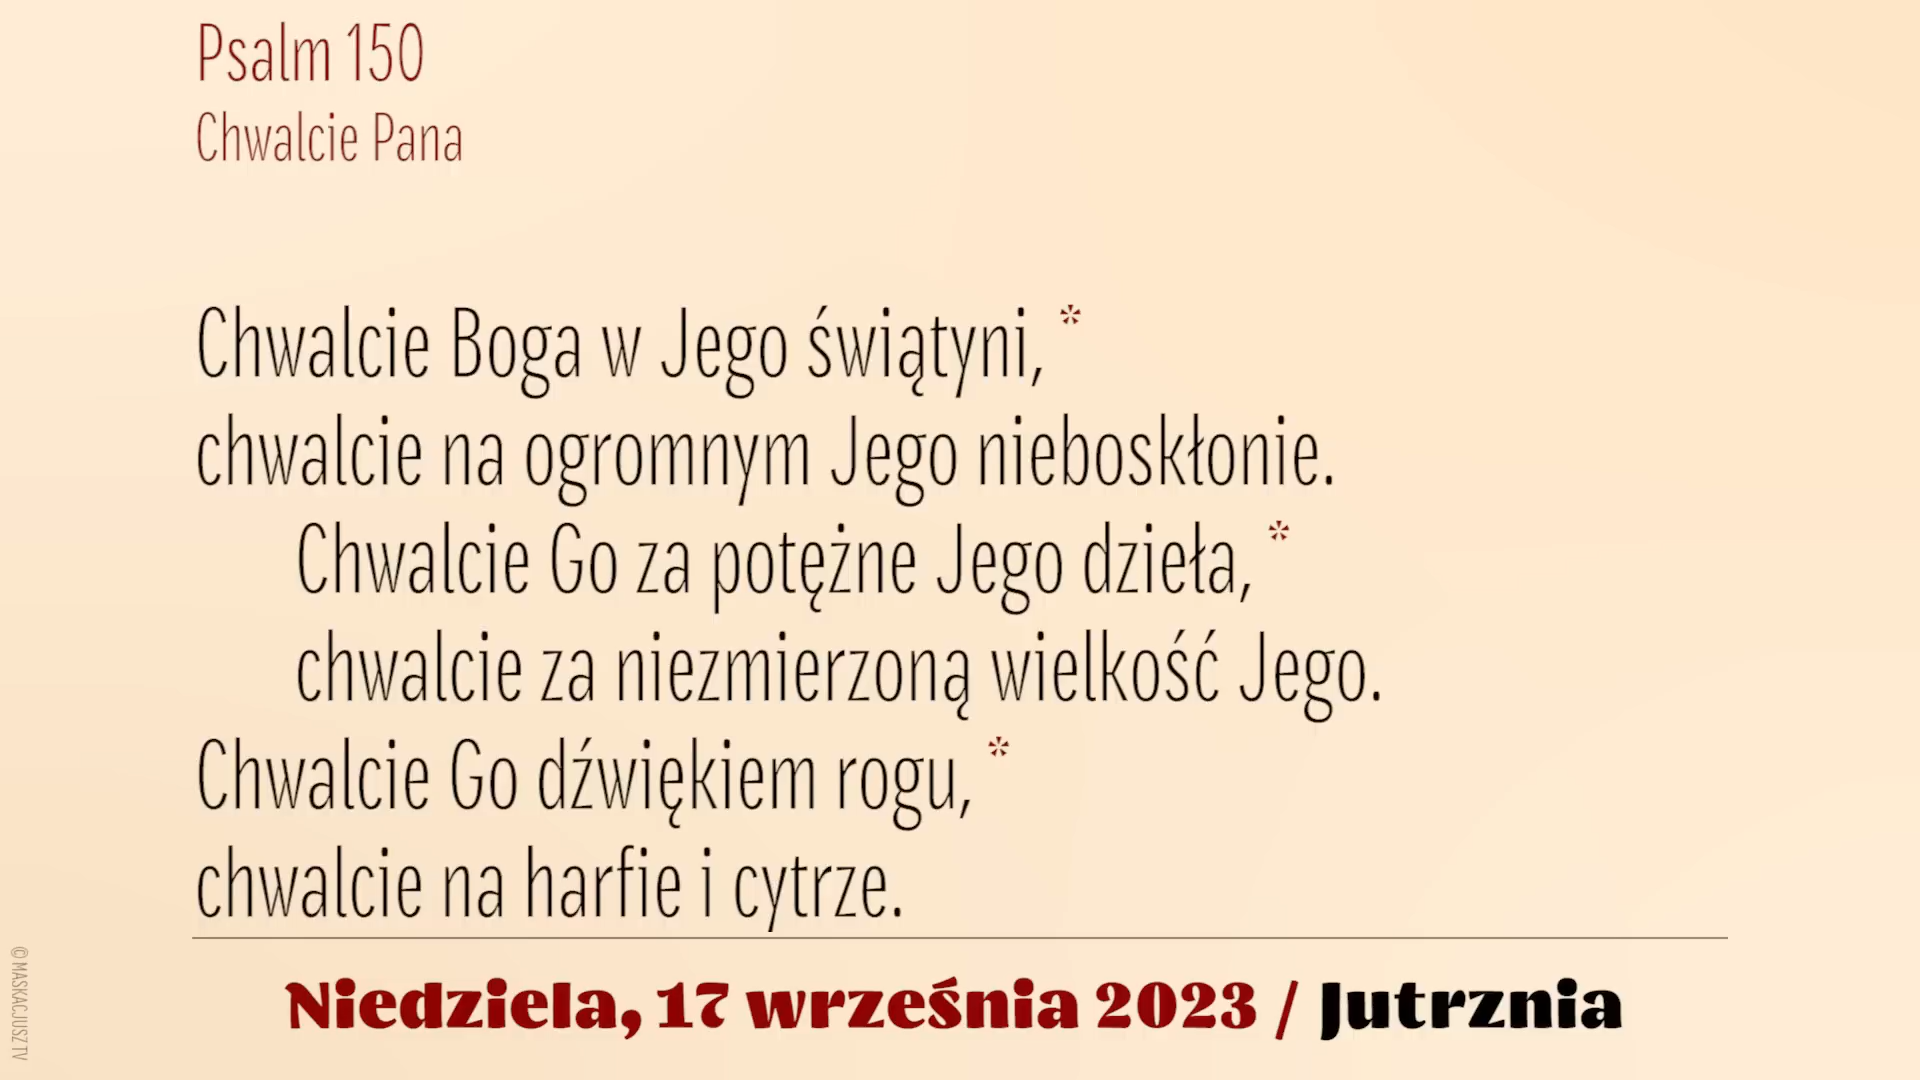 Psalm 150
Chwalcie Pana
Chwalcie Boga w Jego świątyni, *
chwalcie na ogromnym Jego nieboskłonie.
Chwalcie Go za potężne Jego dzieła, *
chwalcie za niezmierzoną wielkość Jego.
Chwalcie Go dźwiękiem rogu, *
chwalcie na harfie i cytrze.
Niedziela, 17 września 2023 / Jutrznia
© MASKACJUSZ TV